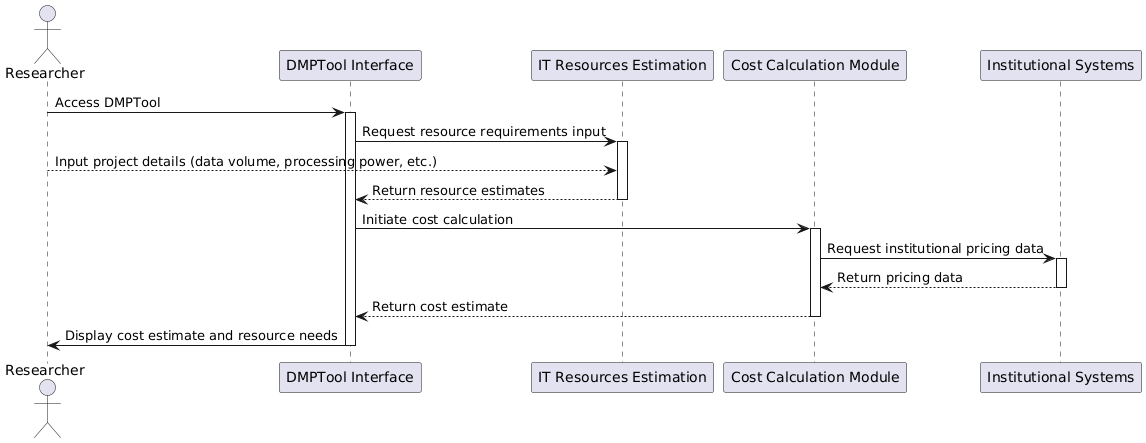 Researcher
DMPTool Interface
IT Resources Estimation
Cost Calculation Module
Institutional Systems
Access DMPTool
Request resource requirements input
Input project details (data volume, processing power, etc.)
Return resource estimates
Initiate cost calculation
Request institutional pricing data
Return pricing data
Return cost estimate
Display cost estimate and resource needs
Researcher
DMPTool Interface
IT Resources Estimation
Cost Calculation Module
Institutional Systems